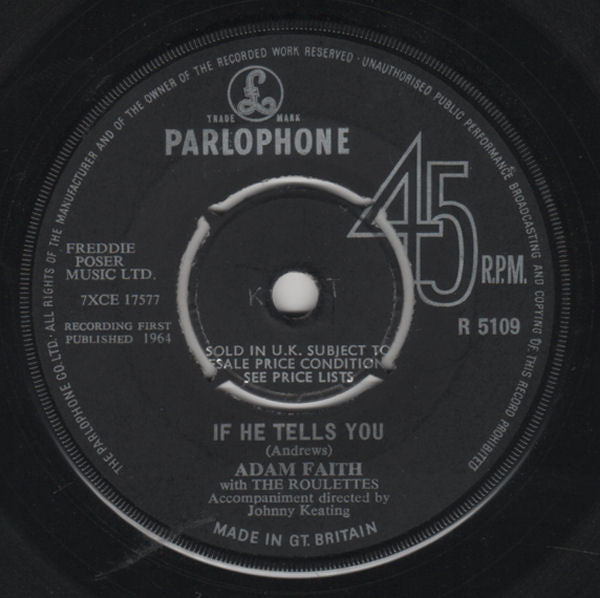 ALL RIGHTS OF THE MANUFACTURER AND OF THE OWNER OF THE RECORDED WORK RESERVED · UNAUTHORISED PUBLIC PERFORMANCE BROADCASTING AND COPYING OF THIS RECORD PROHIBITED
THE PARLOPHONE CO. LTD.
£
TRADE MARK
PARLOPHONE
45
R.P.M.
FREDDIE
POSER
MUSIC LTD.
7XCE 17577
RECORDING FIRST
PUBLISHED 1964
R 5109
K T
SOLD IN U.K. SUBJECT TO
ESALE PRICE CONDITION
SEE PRICE LISTS
IF HE TELLS YOU
(Andrews)
ADAM FAITH
with THE ROULETTES
Accompaniment directed by
Johnny Keating
MADE IN GT. BRITAIN